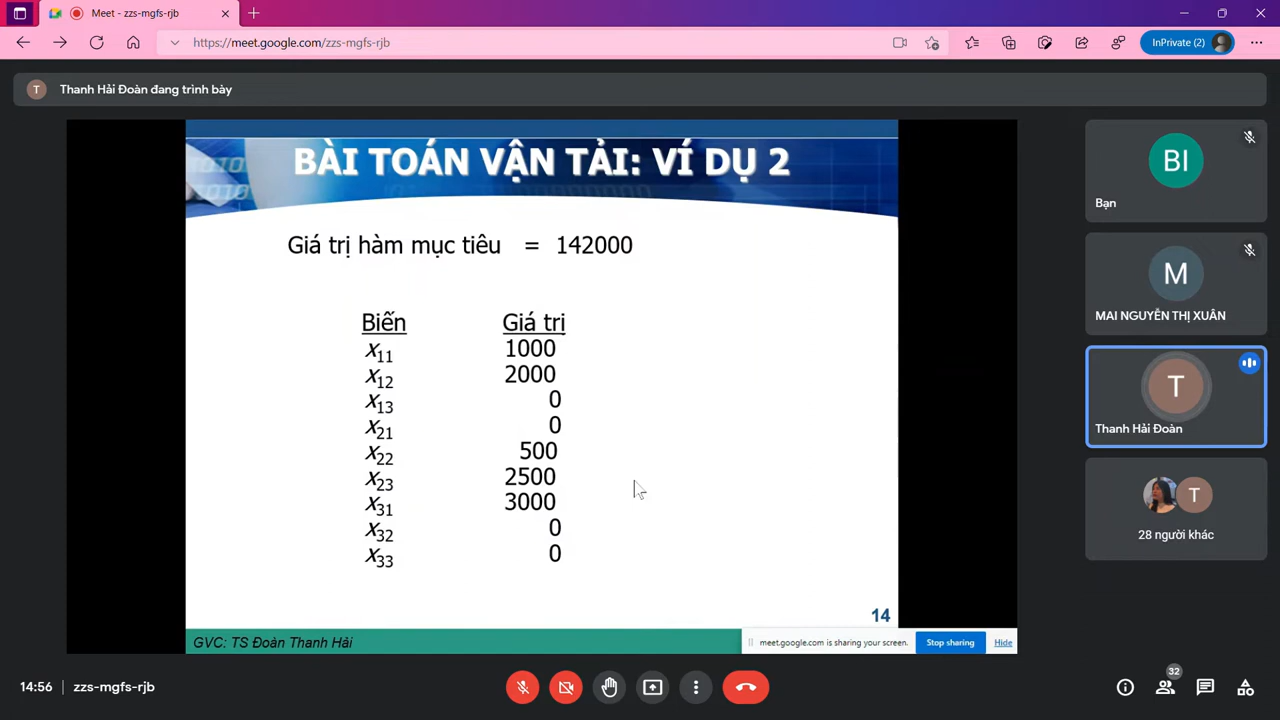 Meet - zzs-mgfs-rjb
https://meet.google.com/zzs-mgfs-rjb
InPrivate (2)
T
Thanh Hải Đoàn đang trình bày
BÀI TOÁN VẬN TẢI: VÍ DỤ 2
Giá trị hàm mục tiêu = 142000
Biến Giá trị
x11 1000
x12 2000
x13 0
x21 0
x22 500
x23 2500
x31 3000
x32 0
x33 0
14
GVC: TS Đoàn Thanh Hải
meet.google.com is sharing your screen. Stop sharing Hide
BI
Bạn
M
MAI NGUYỄN THỊ XUÂN
T
Thanh Hải Đoàn
T
28 người khác
14:56 zzs-mgfs-rjb
32